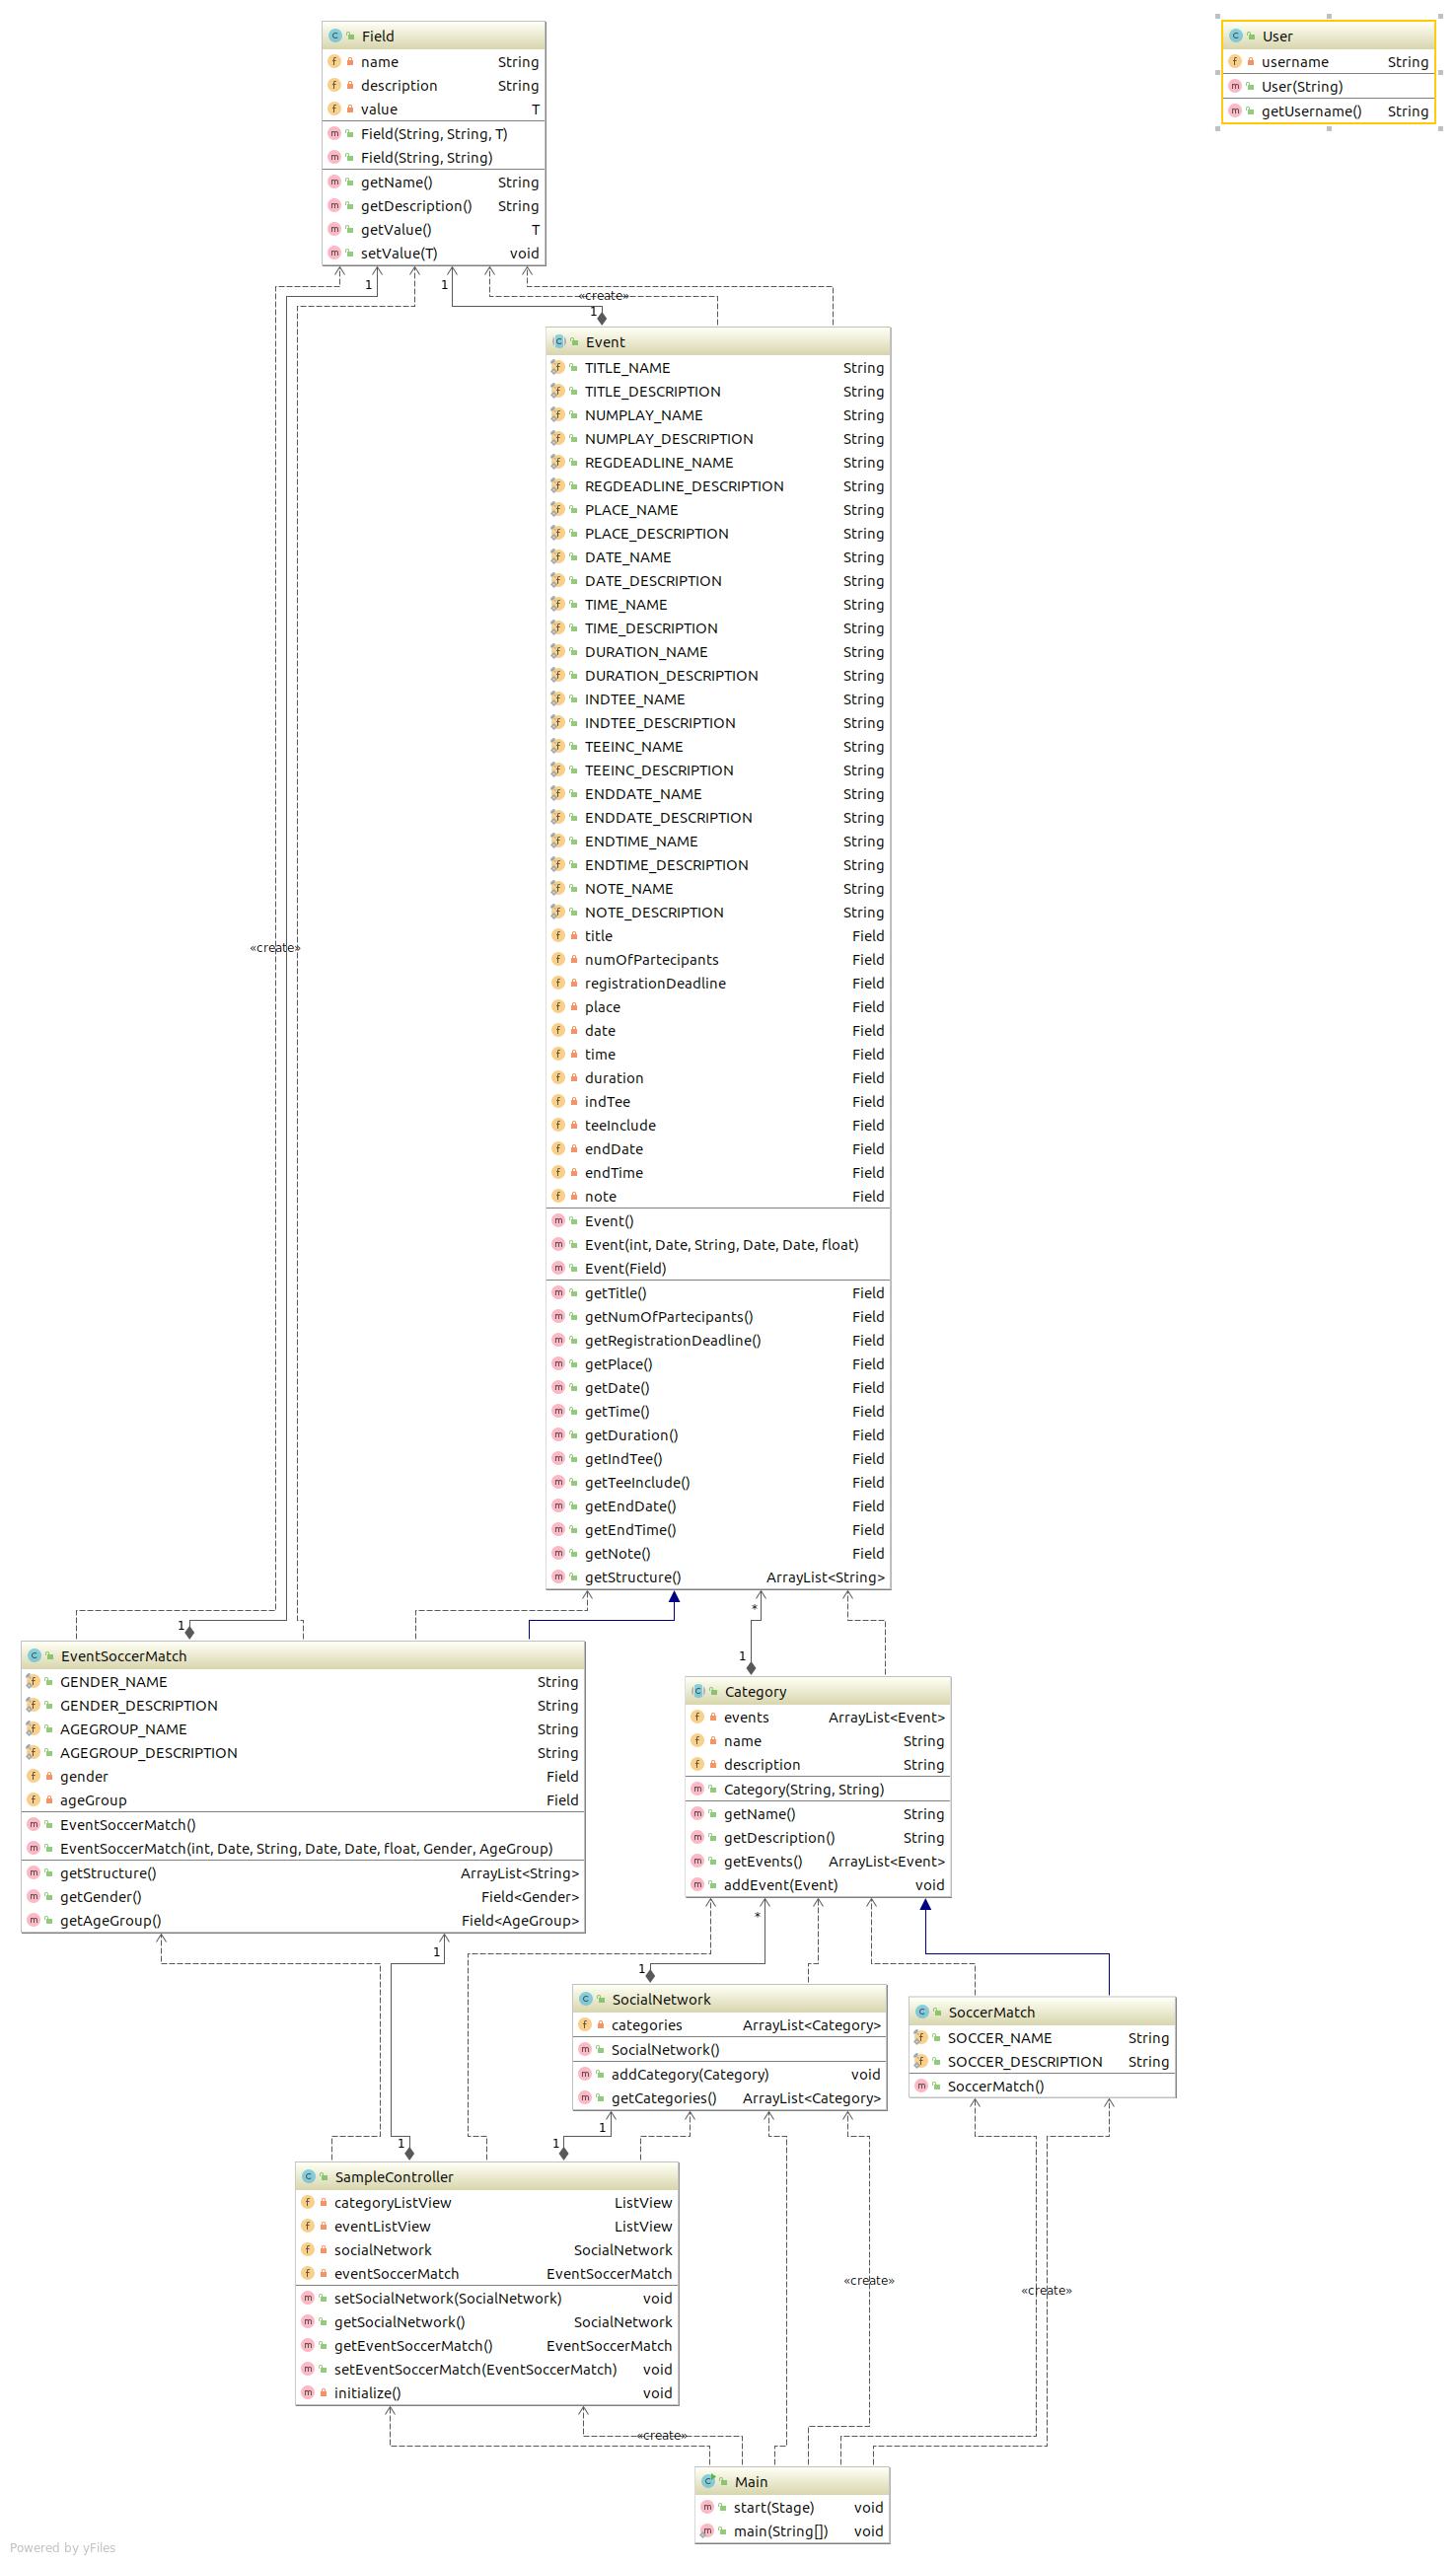 Field
name String
description String
value T
Field(String, String, T)
Field(String, String)
getName() String
getDescription() String
getValue() T
setValue(T) void
User
username String
User(String)
getUsername() String
1
1
«create»
1
Event
TITLE_NAME String
TITLE_DESCRIPTION String
NUMPLAY_NAME String
NUMPLAY_DESCRIPTION String
REGDEADLINE_NAME String
REGDEADLINE_DESCRIPTION String
PLACE_NAME String
PLACE_DESCRIPTION String
DATE_NAME String
DATE_DESCRIPTION String
TIME_NAME String
TIME_DESCRIPTION String
DURATION_NAME String
DURATION_DESCRIPTION String
INDTEE_NAME String
INDTEE_DESCRIPTION String
TEEINC_NAME String
TEEINC_DESCRIPTION String
ENDDATE_NAME String
ENDDATE_DESCRIPTION String
ENDTIME_NAME String
ENDTIME_DESCRIPTION String
NOTE_NAME String
NOTE_DESCRIPTION String
title Field
numOfPartecipants Field
registrationDeadline Field
place Field
date Field
time Field
duration Field
indTee Field
teeInclude Field
endDate Field
endTime Field
note Field
Event()
Event(int, Date, String, Date, Date, float)
Event(Field)
getTitle() Field
getNumOfPartecipants() Field
getRegistrationDeadline() Field
getPlace() Field
getDate() Field
getTime() Field
getDuration() Field
getIndTee() Field
getTeeInclude() Field
getEndDate() Field
getEndTime() Field
getNote() Field
getStructure() ArrayList<String>
«create»
1
*
1
EventSoccerMatch
GENDER_NAME String
GENDER_DESCRIPTION String
AGEGROUP_NAME String
AGEGROUP_DESCRIPTION String
gender Field
ageGroup Field
EventSoccerMatch()
EventSoccerMatch(int, Date, String, Date, Date, float, Gender, AgeGroup)
getStructure() ArrayList<String>
getGender() Field<Gender>
getAgeGroup() Field<AgeGroup>
Category
events ArrayList<Event>
name String
description String
Category(String, String)
getName() String
getDescription() String
getEvents() ArrayList<Event>
addEvent(Event) void
1
*
1
SocialNetwork
categories ArrayList<Category>
SocialNetwork()
addCategory(Category) void
getCategories() ArrayList<Category>
SoccerMatch
SOCCER_NAME String
SOCCER_DESCRIPTION String
SoccerMatch()
1
1
1
SampleController
categoryListView ListView
eventListView ListView
socialNetwork SocialNetwork
eventSoccerMatch EventSoccerMatch
setSocialNetwork(SocialNetwork) void
getSocialNetwork() SocialNetwork
getEventSoccerMatch() EventSoccerMatch
setEventSoccerMatch(EventSoccerMatch) void
initialize() void
«create»
«create»
«create»
Main
start(Stage) void
main(String[]) void
Powered by yFiles